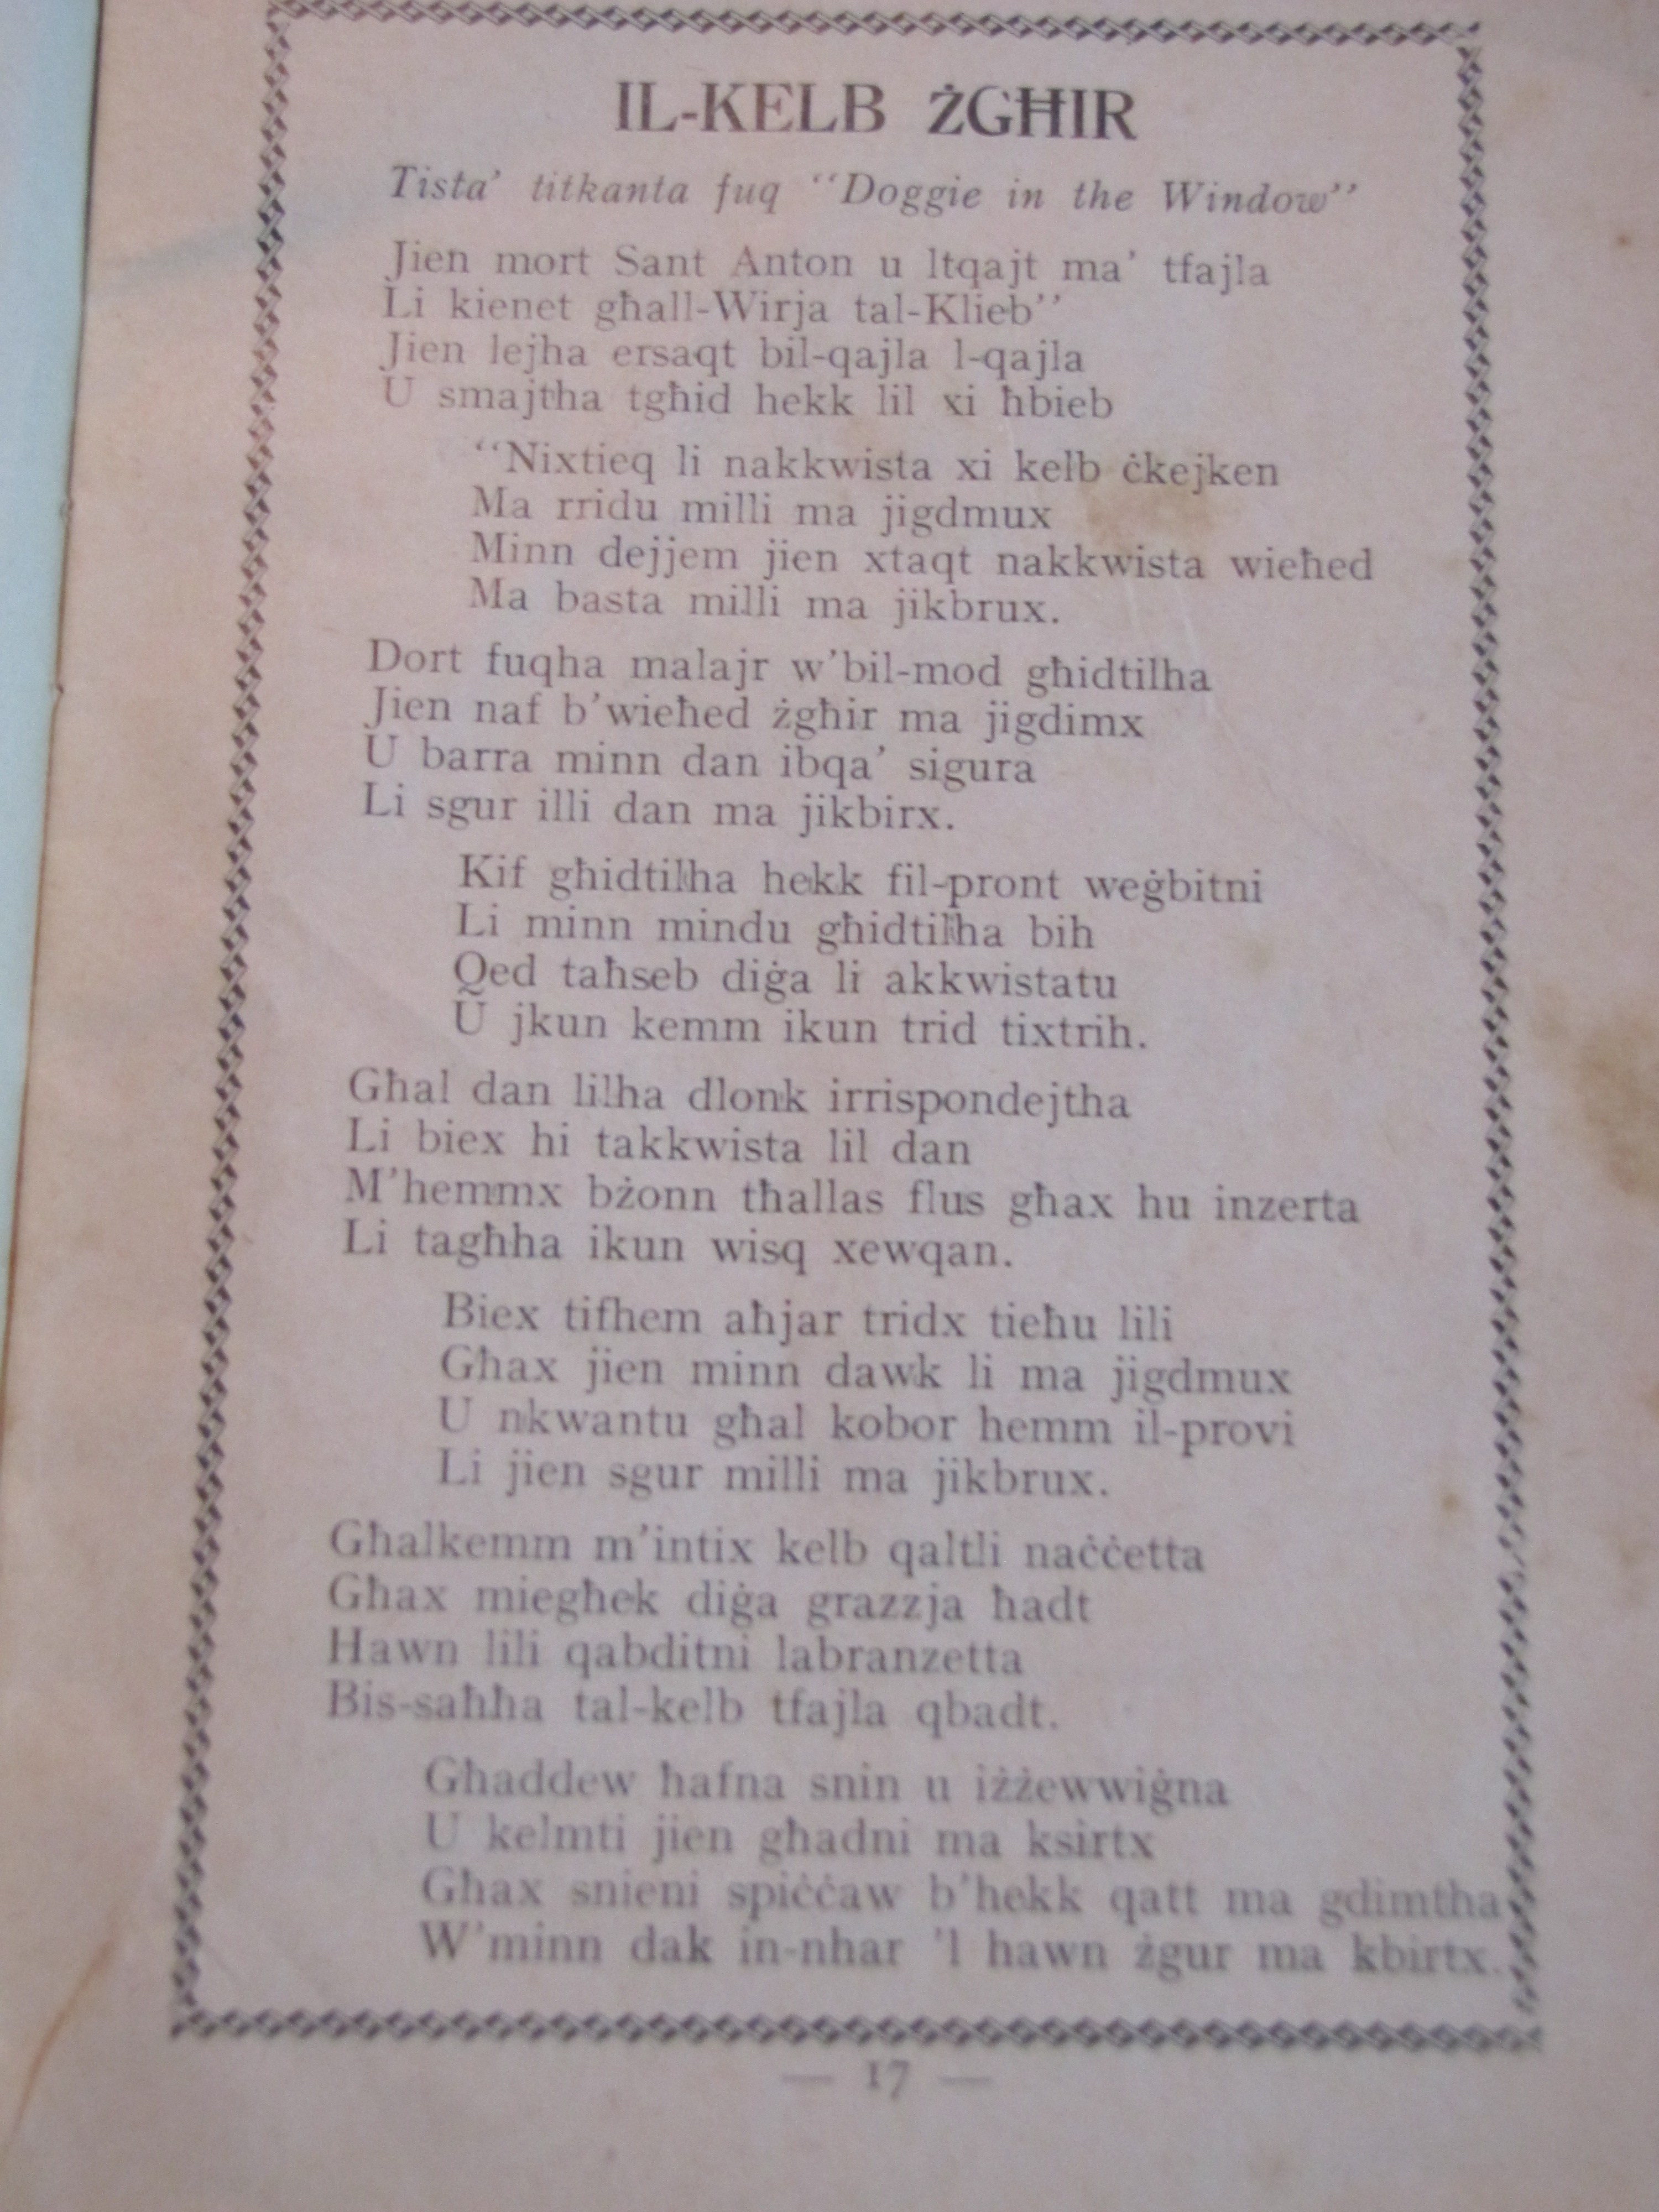 IL-KELB ŻGĦIR
Tista' titkanta fuq "Doggie in the Window"
Jien mort Sant Anton u ltqajt ma' tfajla
Li kienet għall-Wirja tal-Klieb"
Jien lejha ersaqt bil-qajla l-qajla
U smajtha tgħid hekk lil xi ħbieb
"Nixtieq li nakkwista xi kelb ċkejken
Ma rridu milli ma jigdmux
Minn dejjem jien xtaqt nakkwista wieħed
Ma basta milli ma jikbrux.
Dort fuqha malajr w'bil-mod għidtilha
Jien naf b'wieħed żgħir ma jigdimx
U barra minn dan ibqa' sigura
Li sgur illi dan ma jikbirx.
Kif għidtilha hekk fil-pront weġbitni
Li minn mindu għidtilha bih
Qed taħseb diġa li akkwistatu
U jkun kemm ikun trid tixtrih.
Għal dan lilha dlonk irrispondejtha
Li biex hi takkwista lil dan
M'hemmx bżonn tħallas flus għax hu inzerta
Li tagħha ikun wisq xewqan.
Biex tifhem aħjar tridx tieħu lili
Għax jien minn dawk li ma jigdmux
U nkwantu għal kobor hemm il-provi
Li jien sgur milli ma jikbrux.
Għalkemm m'intix kelb qaltli naċċetta
Għax miegħek diġa grazzja ħadt
Hawn lili qabditni labranzetta
Bis-saħħa tal-kelb tfajla qbadt.
Għaddew ħafna snin u iżżewwiġna
U kelmti jien għadni ma ksirtx
Għax snieni spiċċaw b'hekk qatt ma gdimtha
W'minn dak in-nhar 'l hawn żgur ma kbirtx.
— 17 —